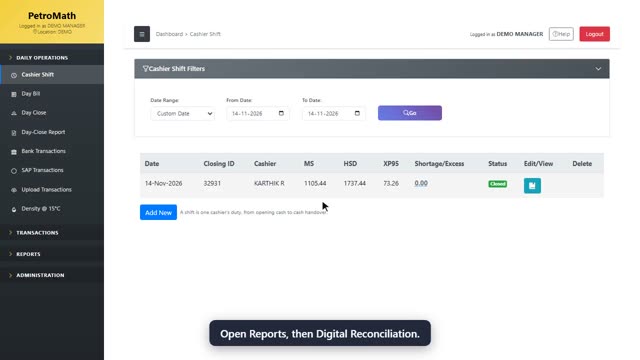 PetroMath
Logged in as DEMO MANAGER
Location: DEMO
DAILY OPERATIONS
Cashier Shift
Day Bill
Day Close
Day-Close Report
Bank Transactions
SAP Transactions
Upload Transactions
Density @ 15°C
TRANSACTIONS
REPORTS
ADMINISTRATION
Dashboard > Cashier Shift
Logged in as DEMO MANAGER
Help
Logout
Cashier Shift Filters
Date Range: From Date: To Date:
Custom Date 14-11-2026 14-11-2026 Go
Date Closing ID Cashier MS HSD XP95 Shortage/Excess Status Edit/View Delete
14-Nov-2026 32931 KARTHIK R 1105.44 1737.44 73.26 0.00 Closed
Add New A shift is one cashier's duty, from opening cash to cash handover.
Open Reports, then Digital Reconciliation.